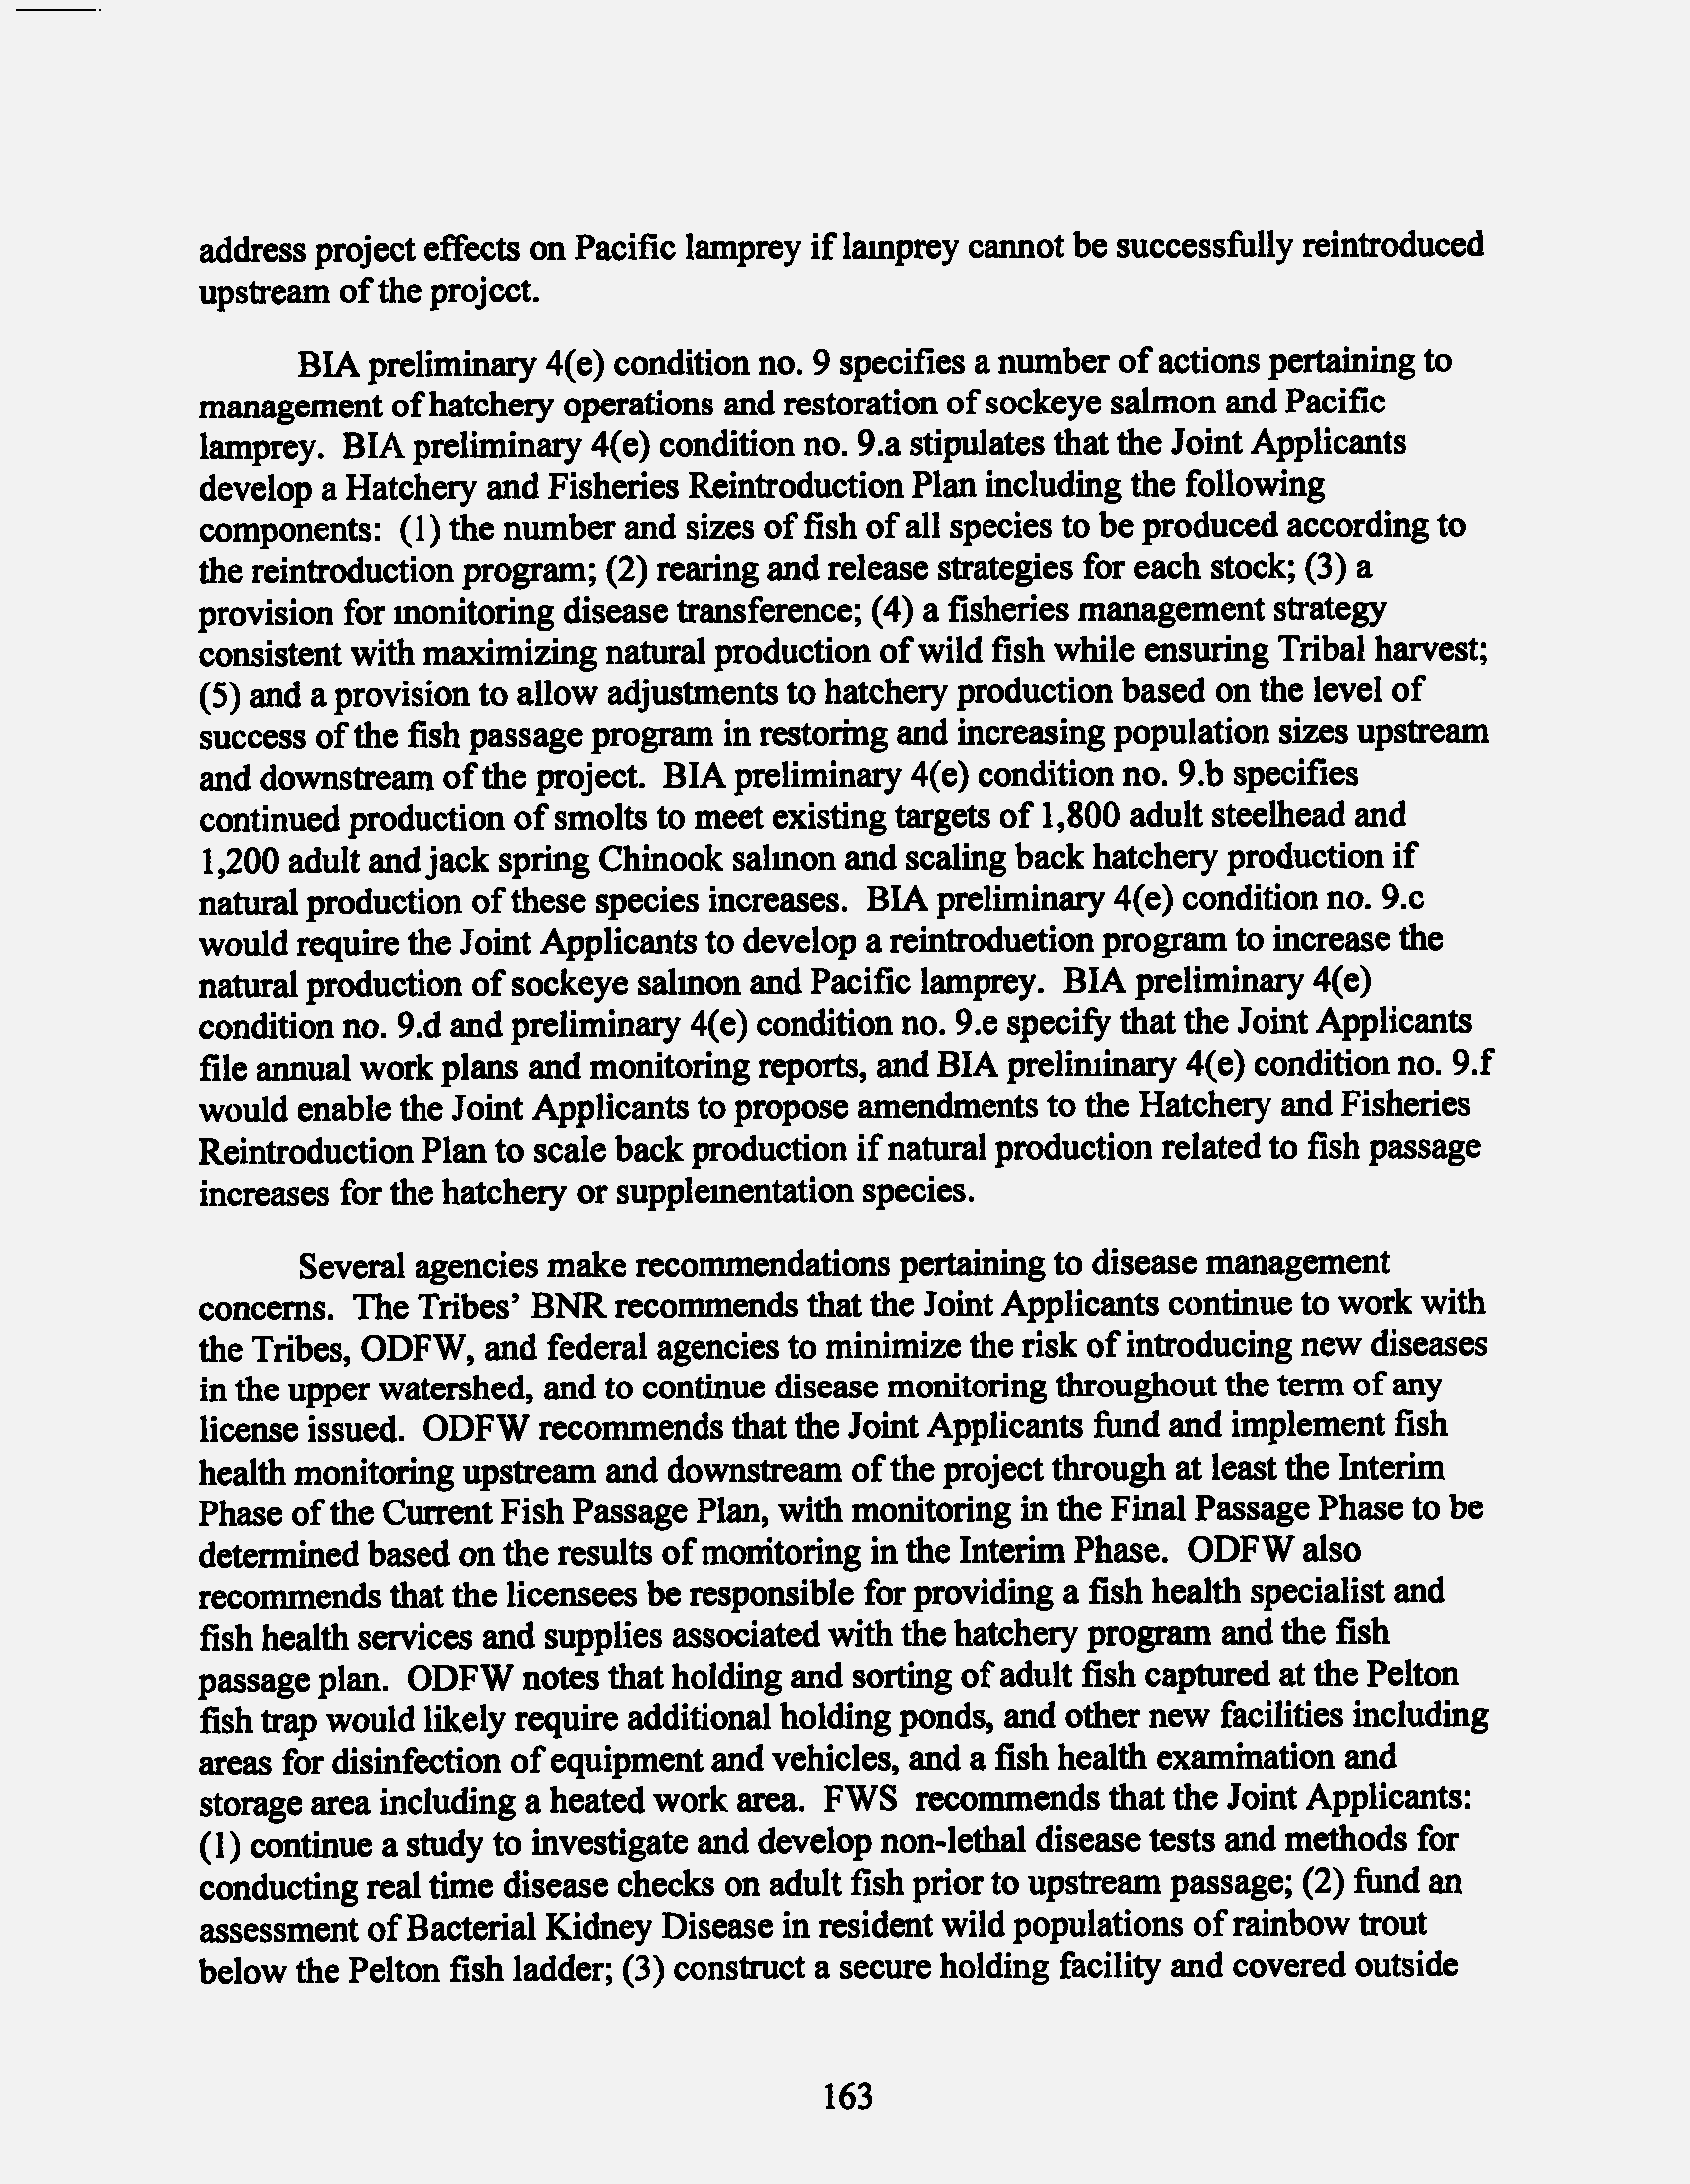 address project effects on Pacific lamprey if lamprey cannot be successfully reintroduced
upstream of the project.
BIA preliminary 4(e) condition no. 9 specifies a number of actions pertaining to
management of hatchery operations and restoration of sockeye salmon and Pacific
lamprey. BIA preliminary 4(e) condition no. 9.a stipulates that the Joint Applicants
develop a Hatchery and Fisheries Reintroduction Plan including the following
components: (1) the number and sizes of fish of all species to be produced according to
the reintroduction program; (2) rearing and release strategies for each stock; (3) a
provision for monitoring disease transference; (4) a fisheries management strategy
consistent with maximizing natural production of wild fish while ensuring Tribal harvest;
(5) and a provision to allow adjustments to hatchery production based on the level of
success of the fish passage program in restoring and increasing population sizes upstream
and downstream of the project. BIA preliminary 4(e) condition no. 9.b specifies
continued production of smolts to meet existing targets of 1,800 adult steelhead and
1,200 adult and jack spring Chinook salmon and scaling back hatchery production if
natural production of these species increases. BIA preliminary 4(e) condition no. 9.c
would require the Joint Applicants to develop a reintroduction program to increase the
natural production of sockeye salmon and Pacific lamprey. BIA preliminary 4(e)
condition no. 9.d and preliminary 4(e) condition no. 9.e specify that the Joint Applicants
file annual work plans and monitoring reports, and BIA preliminary 4(e) condition no. 9.f
would enable the Joint Applicants to propose amendments to the Hatchery and Fisheries
Reintroduction Plan to scale back production if natural production related to fish passage
increases for the hatchery or supplementation species.
Several agencies make recommendations pertaining to disease management
concerns. The Tribes’ BNR recommends that the Joint Applicants continue to work with
the Tribes, ODFW, and federal agencies to minimize the risk of introducing new diseases
in the upper watershed, and to continue disease monitoring throughout the term of any
license issued. ODFW recommends that the Joint Applicants fund and implement fish
health monitoring upstream and downstream of the project through at least the Interim
Phase of the Current Fish Passage Plan, with monitoring in the Final Passage Phase to be
determined based on the results of monitoring in the Interim Phase. ODFW also
recommends that the licensees be responsible for providing a fish health specialist and
fish health services and supplies associated with the hatchery program and the fish
passage plan. ODFW notes that holding and sorting of adult fish captured at the Pelton
fish trap would likely require additional holding ponds, and other new facilities including
areas for disinfection of equipment and vehicles, and a fish health examination and
storage area including a heated work area. FWS recommends that the Joint Applicants:
(1) continue a study to investigate and develop non-lethal disease tests and methods for
conducting real time disease checks on adult fish prior to upstream passage; (2) fund an
assessment of Bacterial Kidney Disease in resident wild populations of rainbow trout
below the Pelton fish ladder; (3) construct a secure holding facility and covered outside
163